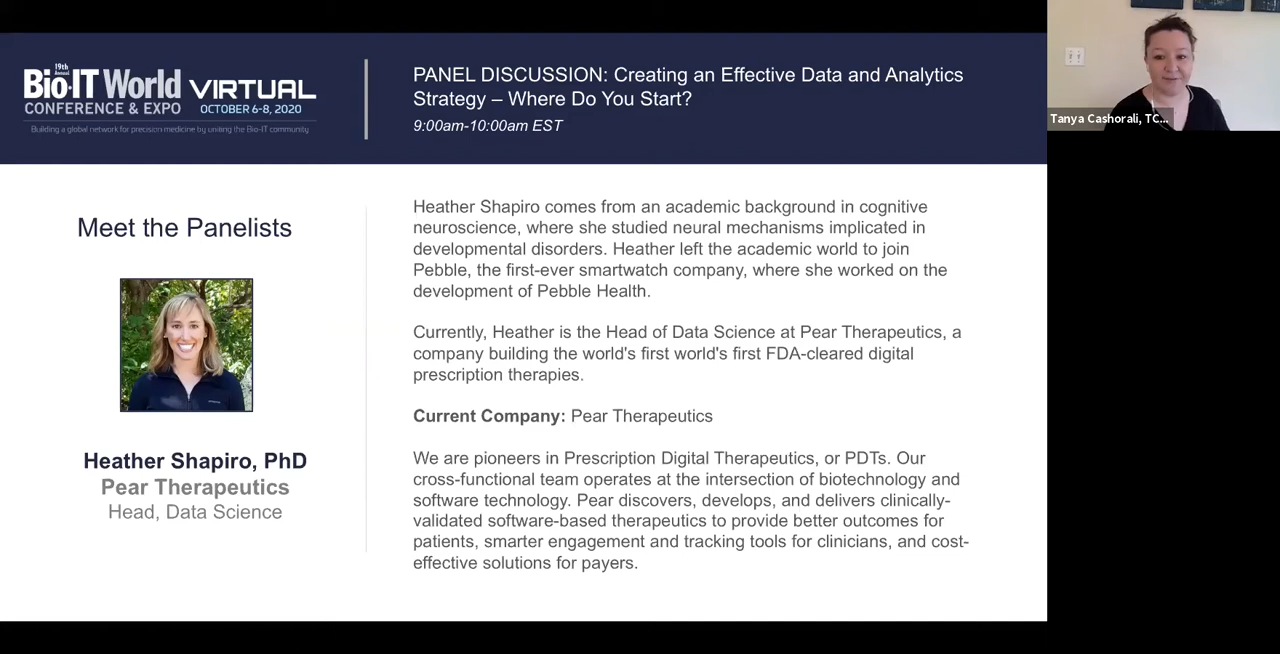 19th
Annual
Bio-IT World
CONFERENCE & EXPO
VIRTUAL
OCTOBER 6-8, 2020
Building a global network for precision medicine by uniting the Bio-IT community
PANEL DISCUSSION: Creating an Effective Data and Analytics
Strategy – Where Do You Start?
9:00am-10:00am EST
Tanya Cashorali, TC...
Meet the Panelists
Heather Shapiro, PhD
Pear Therapeutics
Head, Data Science
Heather Shapiro comes from an academic background in cognitive
neuroscience, where she studied neural mechanisms implicated in
developmental disorders. Heather left the academic world to join
Pebble, the first-ever smartwatch company, where she worked on the
development of Pebble Health.
Currently, Heather is the Head of Data Science at Pear Therapeutics, a
company building the world's first world's first FDA-cleared digital
prescription therapies.
Current Company: Pear Therapeutics
We are pioneers in Prescription Digital Therapeutics, or PDTs. Our
cross-functional team operates at the intersection of biotechnology and
software technology. Pear discovers, develops, and delivers clinically-
validated software-based therapeutics to provide better outcomes for
patients, smarter engagement and tracking tools for clinicians, and cost-
effective solutions for payers.